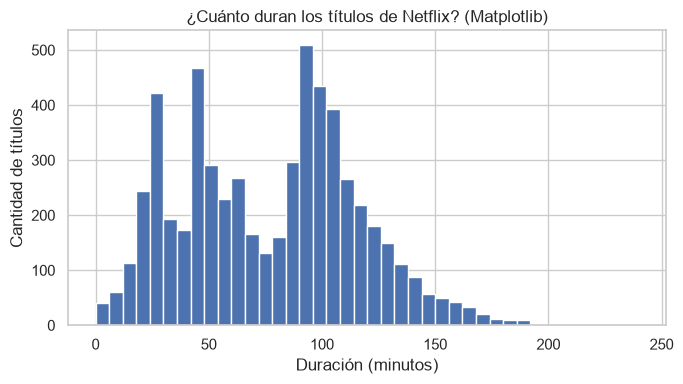 ¿Cuánto duran los títulos de Netflix? (Matplotlib)
Cantidad de títulos
500
400
300
200
100
0
0 50 100 150 200 250
Duración (minutos)